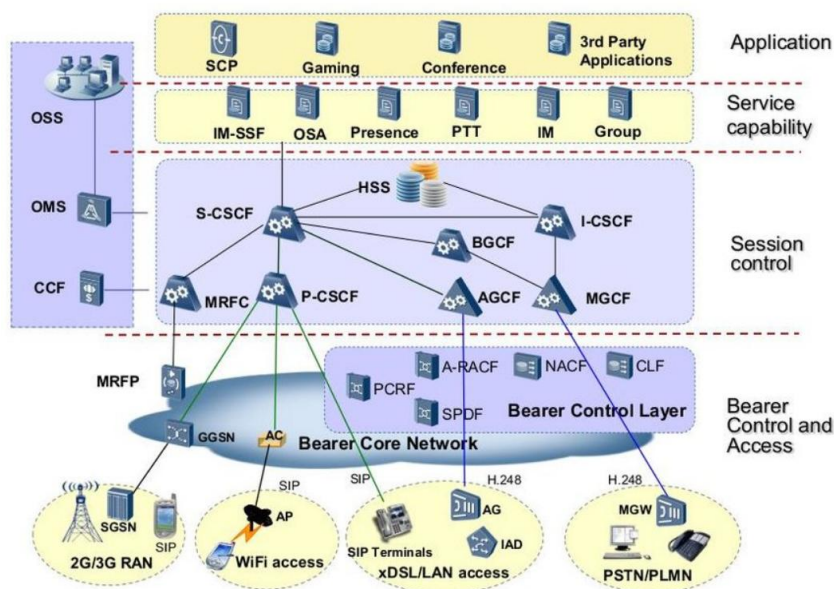 Application
SCP
Gaming
Conference
3rd Party
Applications
OSS
Service
capability
IM-SSF
OSA
Presence
PTT
IM
Group
HSS
S-CSCF
I-CSCF
BGCF
OMS
Session
control
CCF
MRFC
P-CSCF
AGCF
MGCF
MRFP
A-RACF
NACF
CLF
PCRF
SPDF
Bearer Control Layer
Bearer
Control and
Access
GGSN
AC
Bearer Core Network
SIP
SIP
H.248
H.248
SGSN
SIP
2G/3G RAN
AP
WiFi access
SIP Terminals
AG
IAD
xDSL/LAN access
MGW
PSTN/PLMN